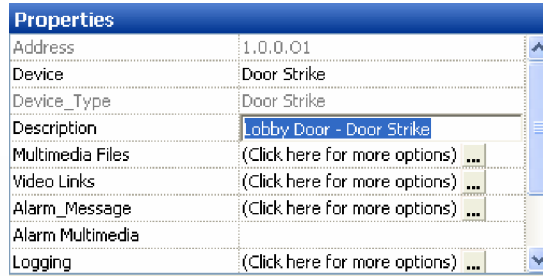 Properties
Address 1.0.0.O1
Device Door Strike
Device_Type Door Strike
Description Lobby Door - Door Strike
Multimedia Files (Click here for more options) ...
Video Links (Click here for more options) ...
Alarm_Message (Click here for more options) ...
Alarm Multimedia
Logging (Click here for more options) ...